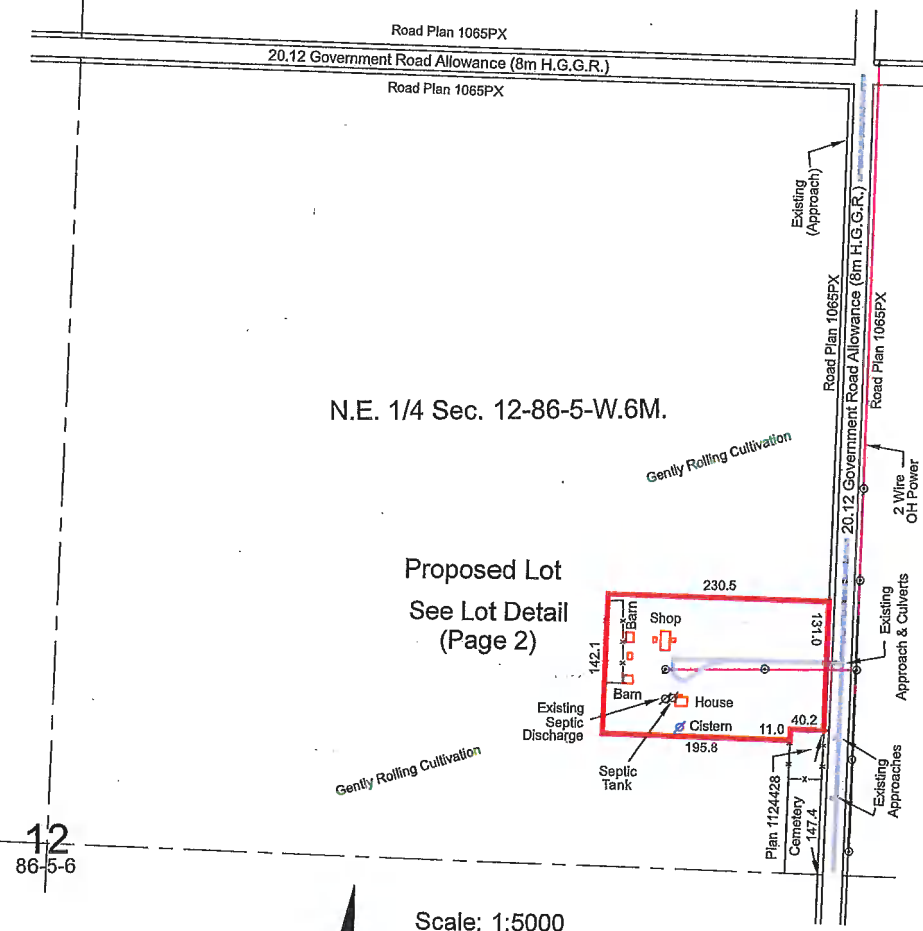 Road Plan 1065PX
20.12 Government Road Allowance (8m H.G.G.R.)
Road Plan 1065PX
Existing
(Approach)
Road Plan 1065PX
20.12 Government Road Allowance (8m H.G.G.R.)
Road Plan 1065PX
N.E. 1/4 Sec. 12-86-5-W.6M.
Gently Rolling Cultivation
2 Wire
OH Power
Proposed Lot
See Lot Detail
(Page 2)
230.5
131.0
142.1
Barn
Shop
Barn
House
Cistern
11.0
40.2
195.8
Existing
Septic
Discharge
Septic
Tank
Existing
Approach & Culverts
Existing
Approaches
Plan 1124428
Cemetery
147.4
Gently Rolling Cultivation
12
86-5-6
Scale: 1:5000